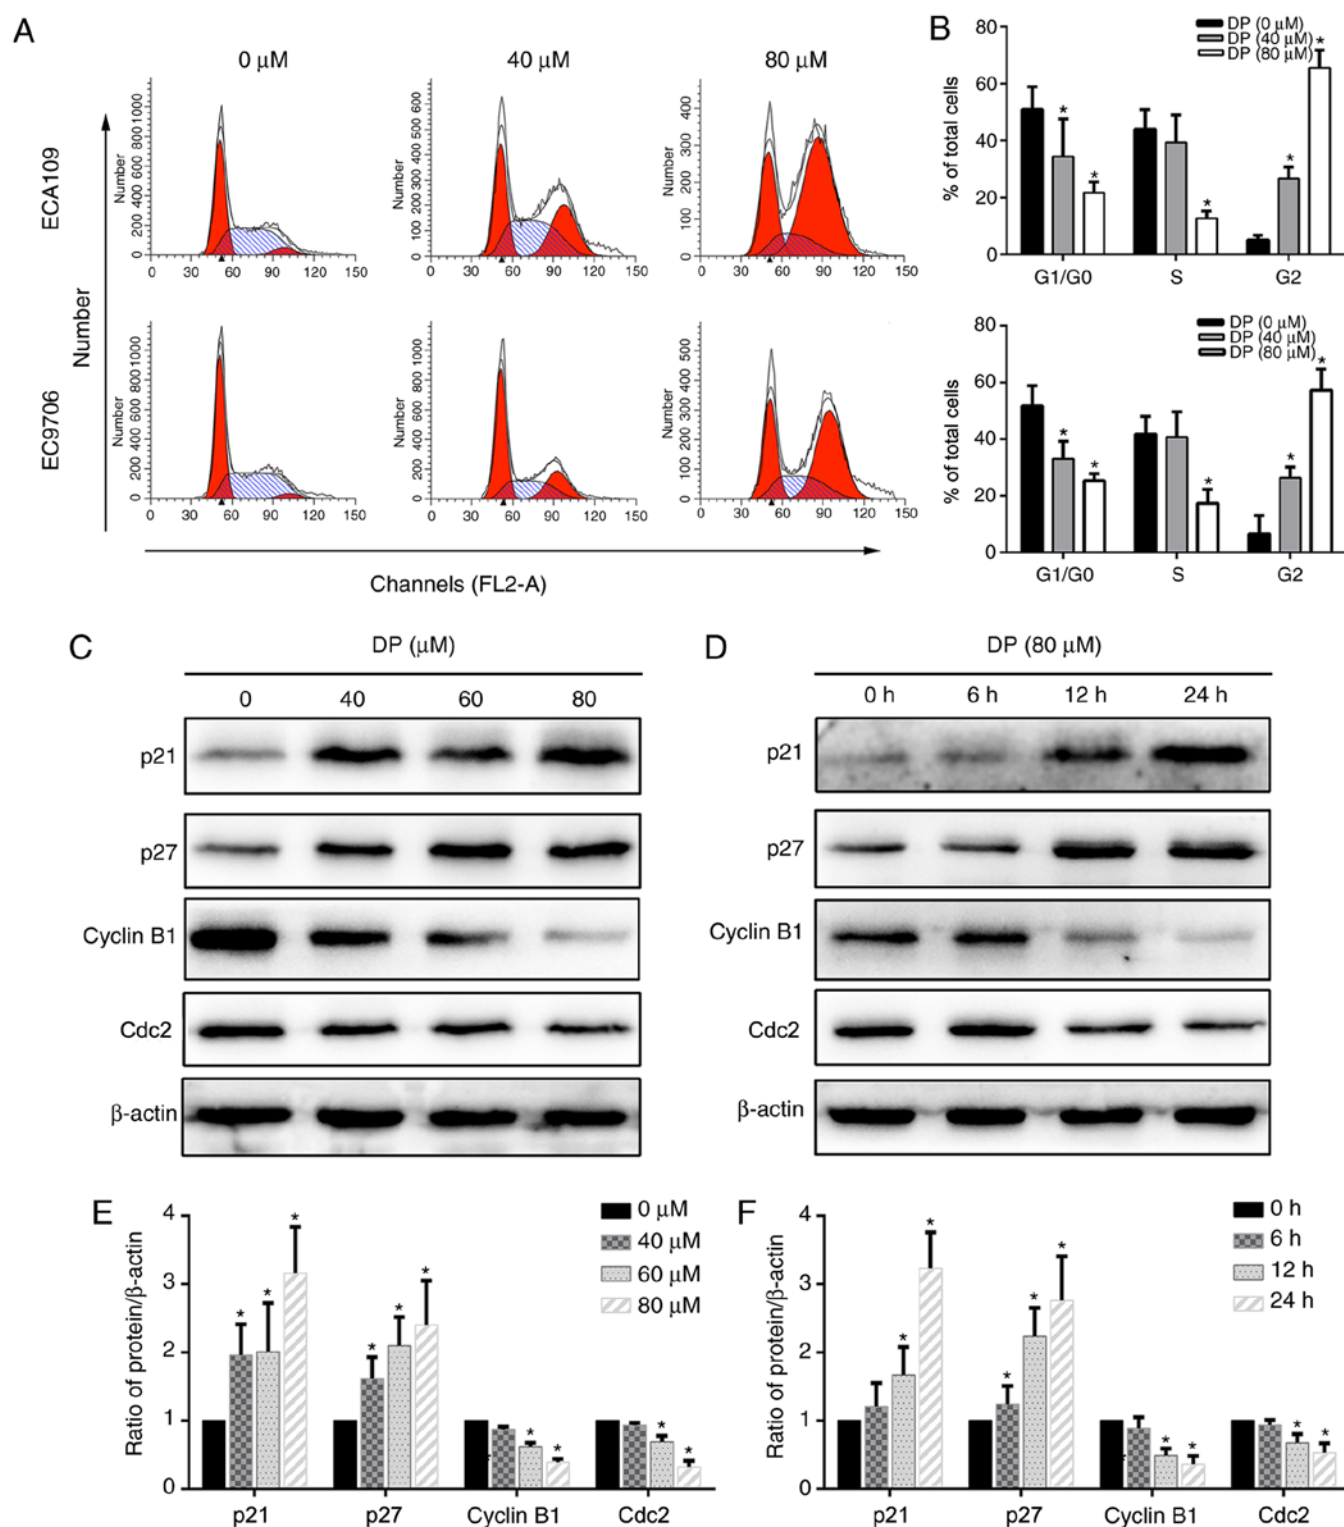 A
0 μM
40 μM
80 μM
ECA109
EC9706
Number
Number
0 200 400 600 800 1000
0 30 60 90 120 150
Number
0 100 200 300 400 500 600
0 30 60 90 120 150
Number
0 100 200 300 400
0 30 60 90 120 150
Number
0 200 400 600 800 1000
0 30 60 90 120 150
Number
0 200 400 600 800 1000
0 30 60 90 120 150
Number
0 100 200 300 400 500
0 30 60 90 120 150
Channels (FL2-A)
B
% of total cells
80
60
40
20
0
DP (0 μM)
DP (40 μM)
DP (80 μM)
* * * * *
G1/G0 S G2
% of total cells
80
60
40
20
0
DP (0 μM)
DP (40 μM)
DP (80 μM)
* * * * *
G1/G0 S G2
C
DP (μM)
0 40 60 80
p21
p27
Cyclin B1
Cdc2
β-actin
D
DP (80 μM)
0 h 6 h 12 h 24 h
p21
p27
Cyclin B1
Cdc2
β-actin
E
Ratio of protein/β-actin
4
3
2
1
0
0 μM
40 μM
60 μM
80 μM
* * * * * * * * * *
p21 p27 Cyclin B1 Cdc2
F
Ratio of protein/β-actin
4
3
2
1
0
0 h
6 h
12 h
24 h
* * * * * * * * *
p21 p27 Cyclin B1 Cdc2